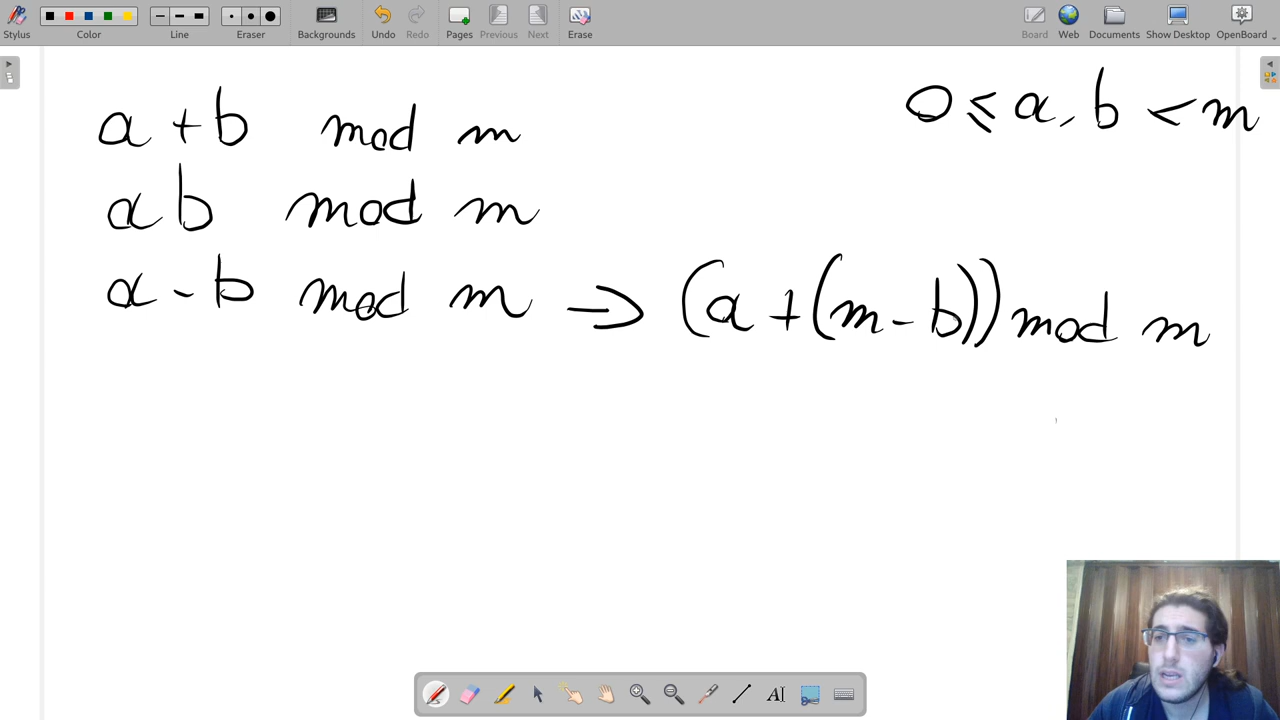 Stylus Color Line Eraser Backgrounds Undo Redo Pages Previous Next Erase Board Web Documents Show Desktop OpenBoard
0 ≤ a, b < m
a + b mod m
a b mod m
a - b mod m ⇒ (a + (m - b)) mod m
AI